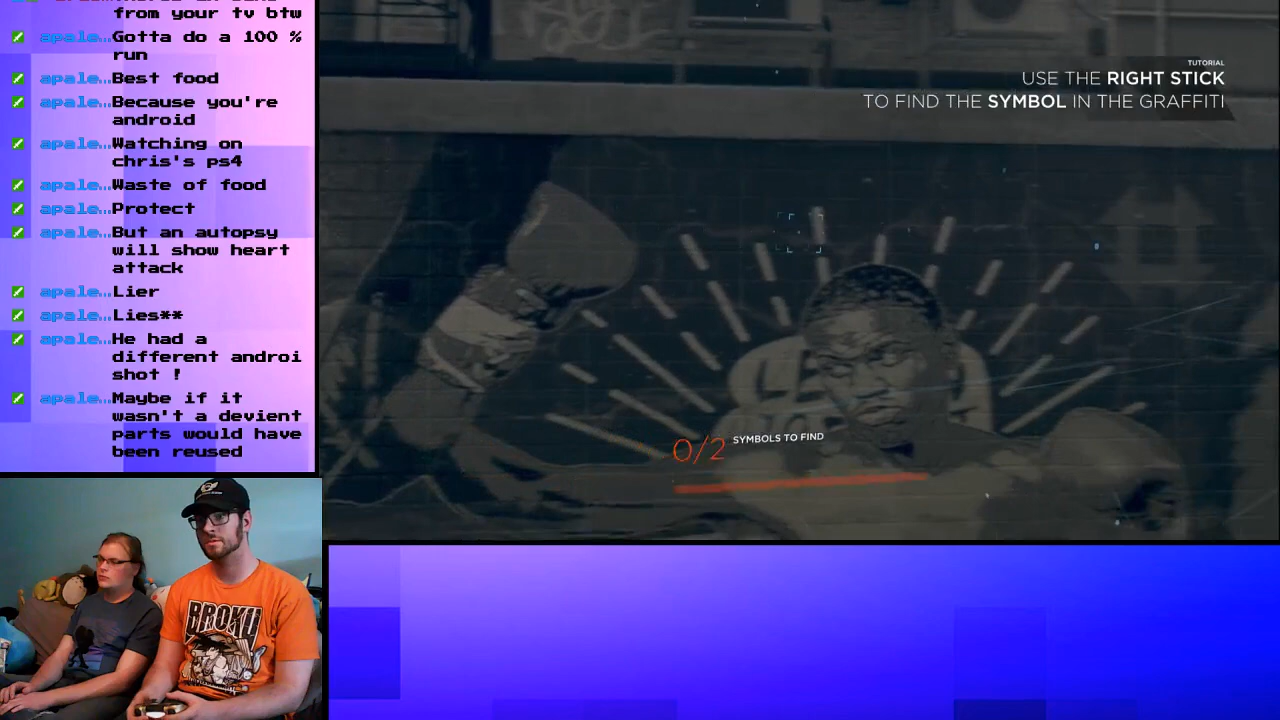 from your tv btw
apale…Gotta do a 100 %
run
apale…Best food
apale…Because you're
android
apale…Watching on
chris's ps4
apale…Waste of food
apale…Protect
apale…But an autopsy
will show heart
attack
apale…Lier
apale…Lies**
apale…He had a
different androi
shot !
apale…Maybe if it
wasn't a devient
parts would have
been reused
TUTORIAL
USE THE RIGHT STICK
TO FIND THE SYMBOL IN THE GRAFFITI
0/2 SYMBOLS TO FIND
BROKU